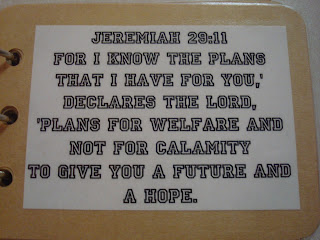 JEREMIAH 29:11
FOR I KNOW THE PLANS
THAT I HAVE FOR YOU,'
DECLARES THE LORD,
'PLANS FOR WELFARE AND
NOT FOR CALAMITY
TO GIVE YOU A FUTURE AND
A HOPE.